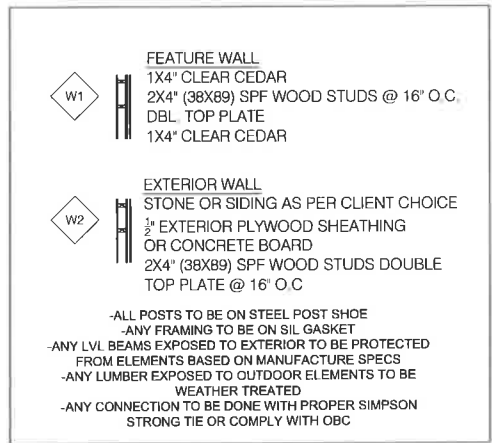 FEATURE WALL
1X4" CLEAR CEDAR
W1
2X4" (38X89) SPF WOOD STUDS @ 16" O.C.
DBL. TOP PLATE
1X4" CLEAR CEDAR
EXTERIOR WALL
STONE OR SIDING AS PER CLIENT CHOICE
W2
1/2" EXTERIOR PLYWOOD SHEATHING
OR CONCRETE BOARD
2X4" (38X89) SPF WOOD STUDS DOUBLE
TOP PLATE @ 16" O.C
-ALL POSTS TO BE ON STEEL POST SHOE
-ANY FRAMING TO BE ON SIL GASKET
-ANY LVL BEAMS EXPOSED TO EXTERIOR TO BE PROTECTED
FROM ELEMENTS BASED ON MANUFACTURE SPECS
-ANY LUMBER EXPOSED TO OUTDOOR ELEMENTS TO BE
WEATHER TREATED
-ANY CONNECTION TO BE DONE WITH PROPER SIMPSON
STRONG TIE OR COMPLY WITH OBC